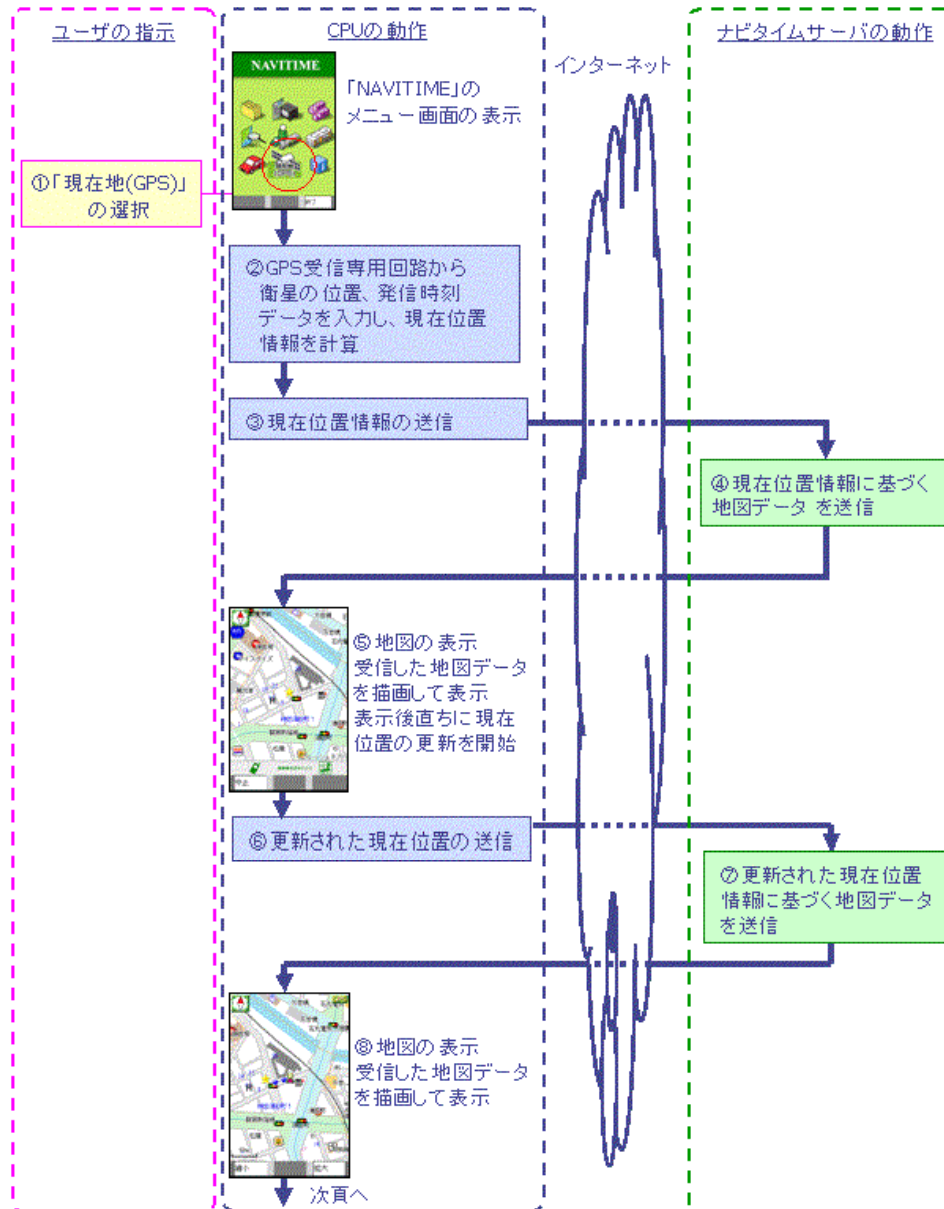 ユーザの指示
CPUの動作
ナビタイムサーバの動作
インターネット
NAVITIME
「NAVITIME」の
メニュー画面の表示
終了
①「現在地(GPS)」
の選択
②GPS受信専用回路から
衛星の位置、発信時刻
データを入力し、現在位置
情報を計算
③現在位置情報の送信
④現在位置情報に基づく
地図データ を送信
⑤地図の表示
受信した地図データ
を描画して表示
表示後直ちに現在
位置の更新を開始
中止
⑥更新された現在位置の送信
⑦更新された現在位置
情報に基づく地図データ
を送信
⑧地図の表示
受信した地図データ
を描画して表示
縮小
拡大
次頁へ